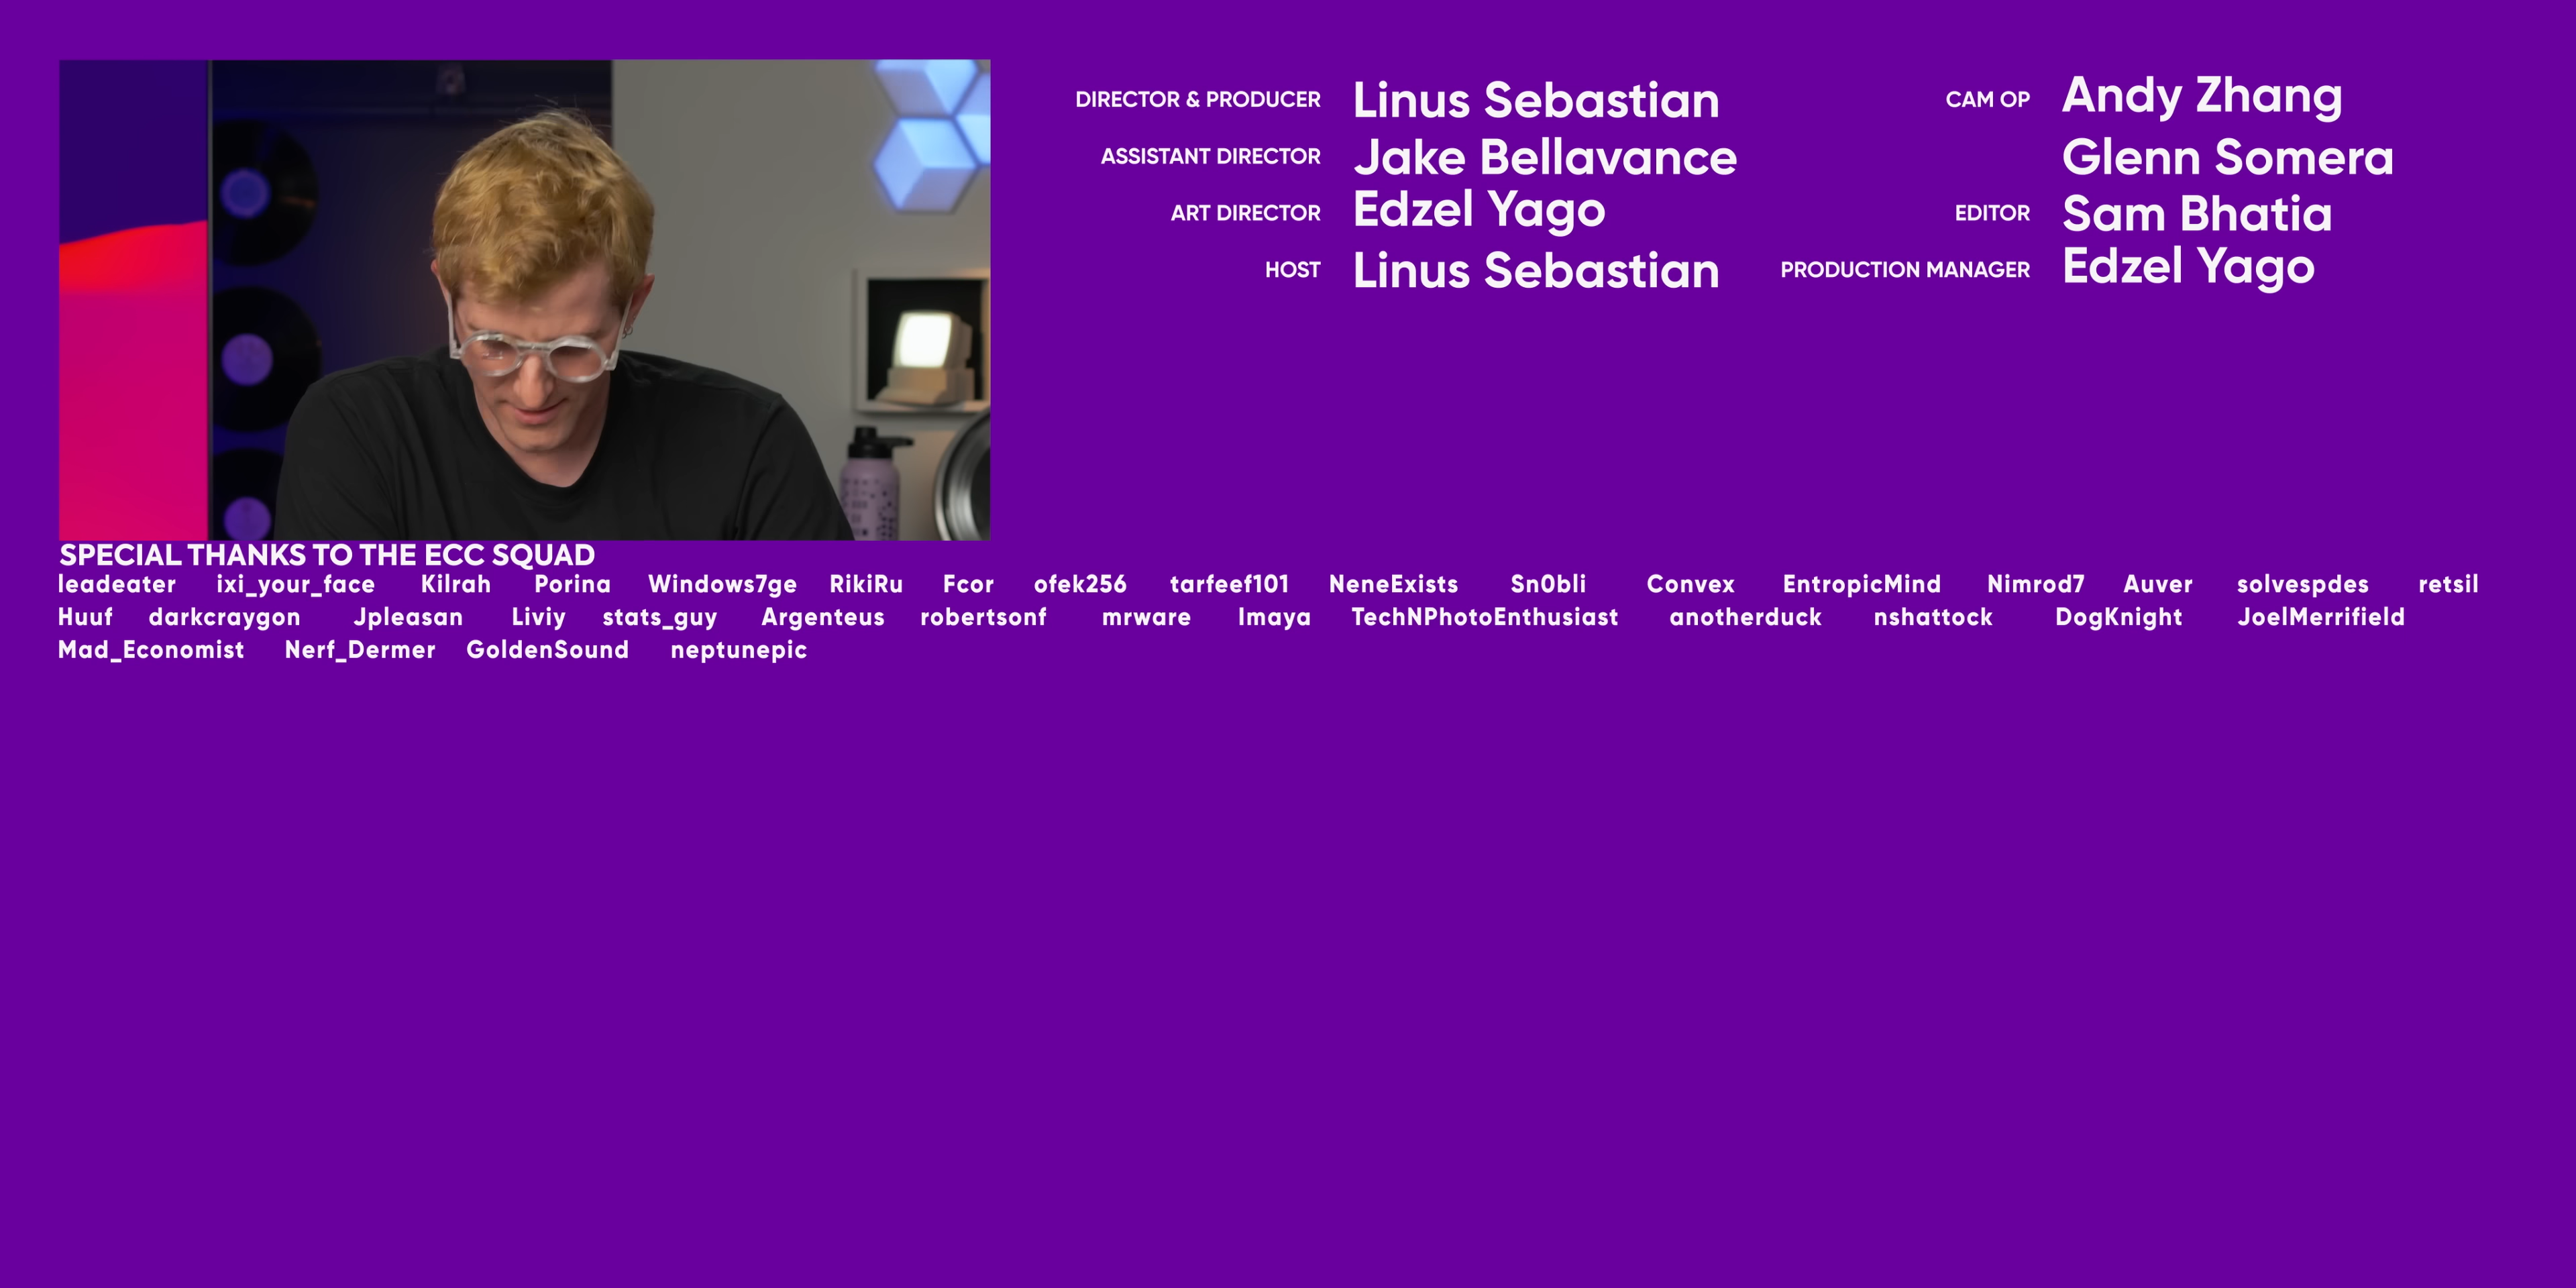 DIRECTOR & PRODUCER Linus Sebastian
ASSISTANT DIRECTOR Jake Bellavance
ART DIRECTOR Edzel Yago
HOST Linus Sebastian
CAM OP Andy Zhang
Glenn Somera
EDITOR Sam Bhatia
PRODUCTION MANAGER Edzel Yago
SPECIAL THANKS TO THE ECC SQUAD
leadeater ixi_your_face Kilrah Porina Windows7ge RikiRu Fcor ofek256 tarfeef101 NeneExists Sn0bli Convex EntropicMind Nimrod7 Auver solvespdes retsil
Huuf darkcraygon Jpleasan Liviy stats_guy Argenteus robertsonf mrware Imaya TechNPhotoEnthusiast anotherduck nshattock DogKnight JoelMerrifield
Mad_Economist Nerf_Dermer GoldenSound neptunepic